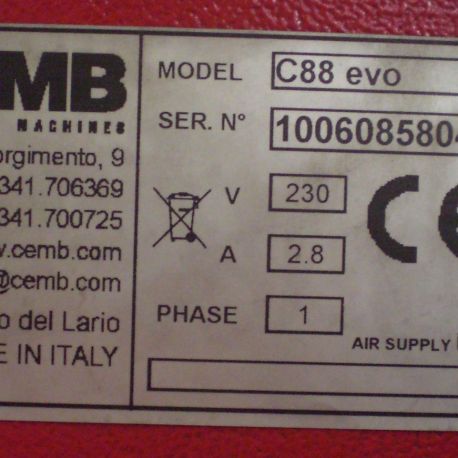 MB
MACHINES
orgimento, 9
341.706369
341.700725
w.cemb.com
@cemb.com
o del Lario
E IN ITALY
MODEL C88 evo
SER. N° 1006085804
V 230
A 2.8
PHASE 1
CE
AIR SUPPLY